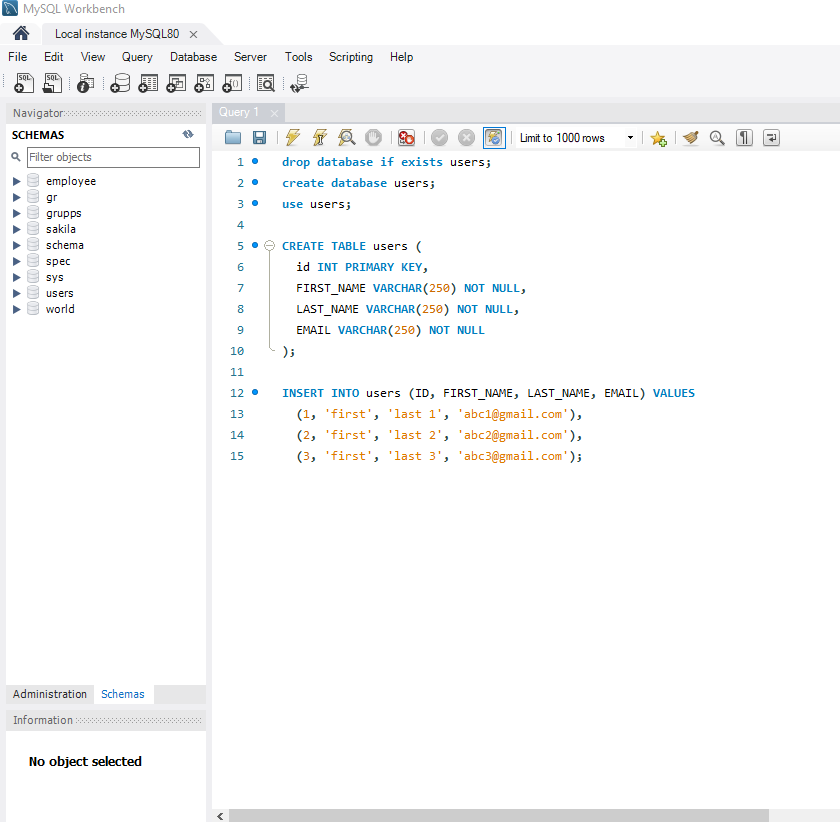 MySQL Workbench
Local instance MySQL80
File Edit View Query Database Server Tools Scripting Help
SQL SQL
Navigator
Query 1
SCHEMAS
Limit to 1000 rows
Filter objects
employee
gr
grupps
sakila
schema
spec
sys
users
world
1 drop database if exists users;
2 create database users;
3 use users;
4
5 CREATE TABLE users (
6 id INT PRIMARY KEY,
7 FIRST_NAME VARCHAR(250) NOT NULL,
8 LAST_NAME VARCHAR(250) NOT NULL,
9 EMAIL VARCHAR(250) NOT NULL
10 );
11
12 INSERT INTO users (ID, FIRST_NAME, LAST_NAME, EMAIL) VALUES
13 (1, 'first', 'last 1', 'abc1@gmail.com'),
14 (2, 'first', 'last 2', 'abc2@gmail.com'),
15 (3, 'first', 'last 3', 'abc3@gmail.com');
Administration Schemas
Information
No object selected